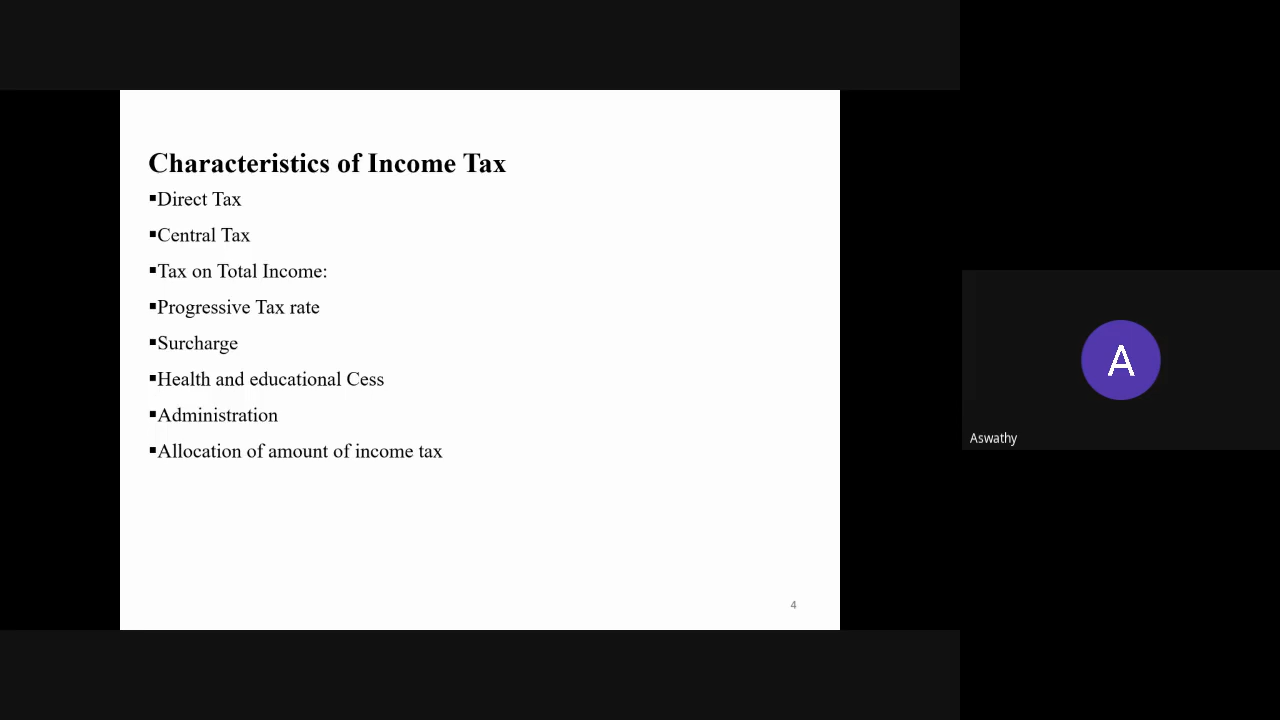 Characteristics of Income Tax
▪Direct Tax
▪Central Tax
▪Tax on Total Income:
▪Progressive Tax rate
▪Surcharge
▪Health and educational Cess
▪Administration
▪Allocation of amount of income tax
4
A
Aswathy